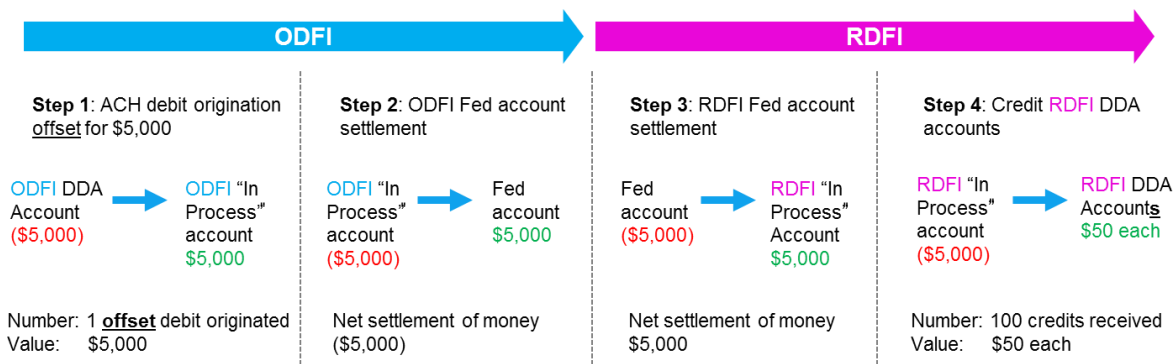 ODFI
RDFI
Step 1: ACH debit origination
offset for $5,000
ODFI DDA
Account
($5,000)
ODFI “In
Process”
account
$5,000
Number: 1 offset debit originated
Value: $5,000
Step 2: ODFI Fed account
settlement
ODFI “In
Process”
account
($5,000)
Fed
account
$5,000
Net settlement of money
($5,000)
Step 3: RDFI Fed account
settlement
Fed
account
($5,000)
RDFI “In
Process”
Account
$5,000
Net settlement of money
$5,000
Step 4: Credit RDFI DDA
accounts
RDFI “In
Process”
account
($5,000)
RDFI DDA
Accounts
$50 each
Number: 100 credits received
Value: $50 each